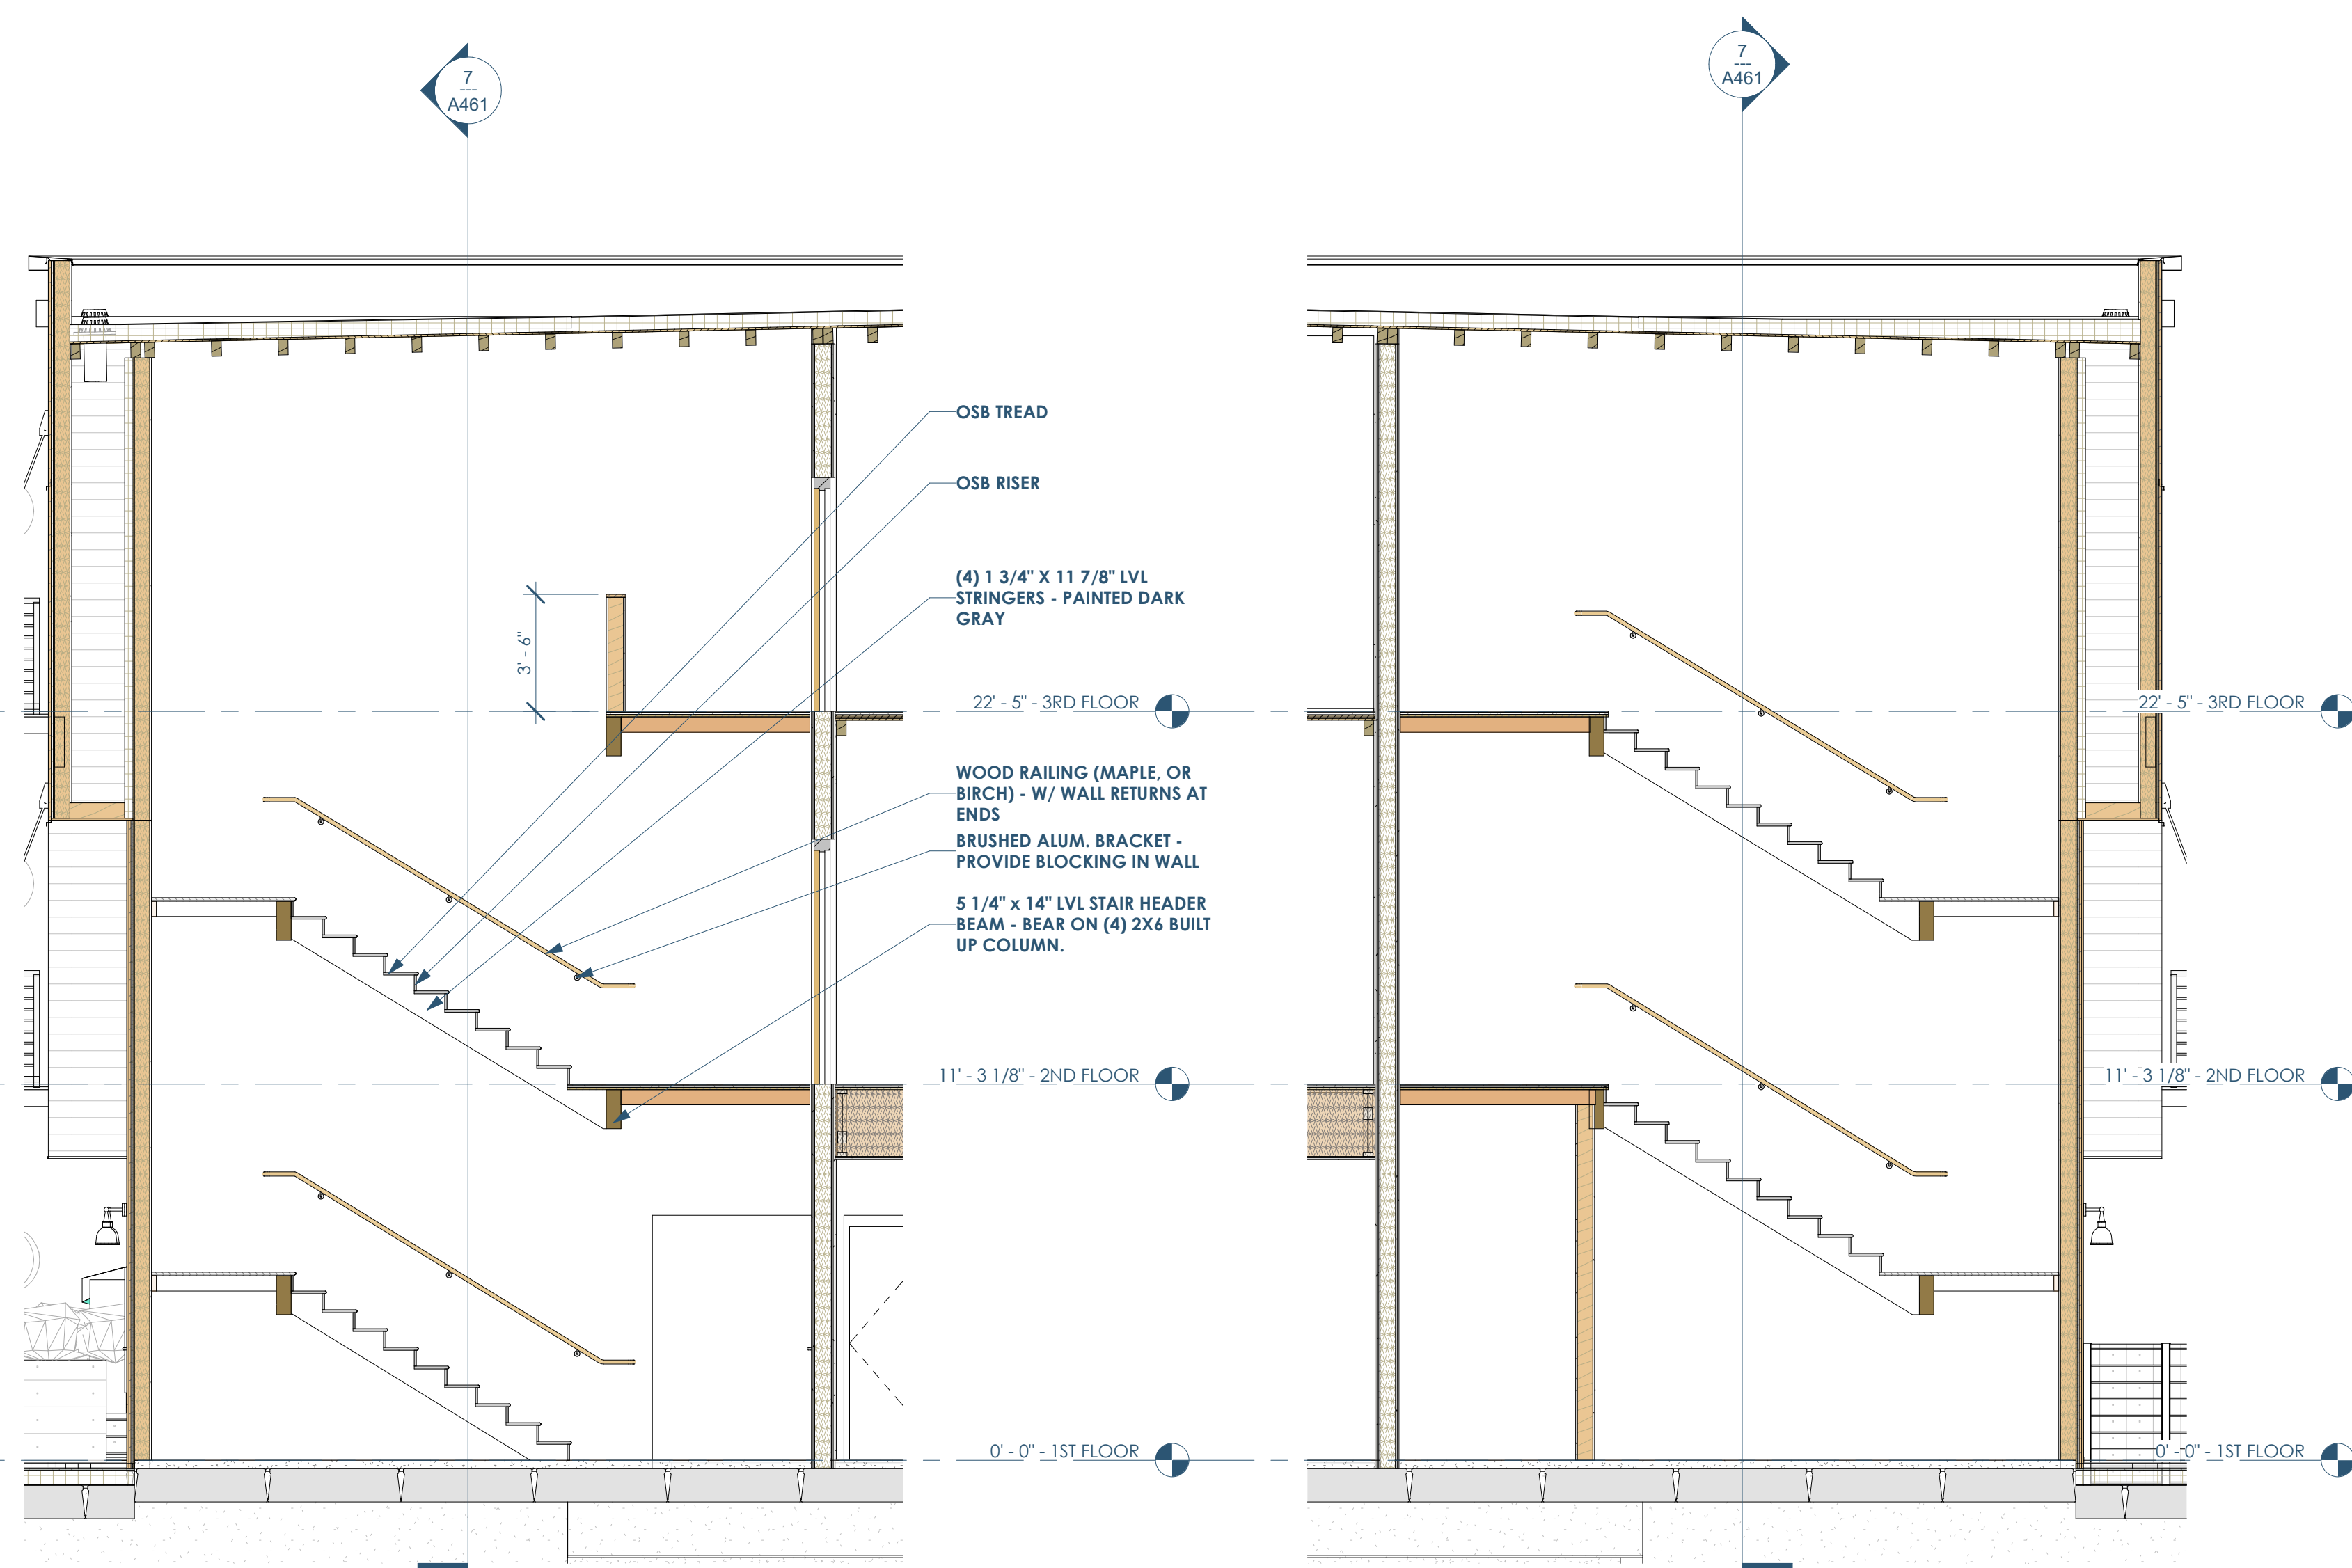 7
---
A461
7
---
A461
OSB TREAD
OSB RISER
(4) 1 3/4" X 11 7/8" LVL
STRINGERS - PAINTED DARK
GRAY
3' - 6"
22' - 5" - 3RD FLOOR
22' - 5" - 3RD FLOOR
WOOD RAILING (MAPLE, OR
BIRCH) - W/ WALL RETURNS AT
ENDS
BRUSHED ALUM. BRACKET -
PROVIDE BLOCKING IN WALL
5 1/4" x 14" LVL STAIR HEADER
BEAM - BEAR ON (4) 2X6 BUILT
UP COLUMN.
11' - 3 1/8" - 2ND FLOOR
11' - 3 1/8" - 2ND FLOOR
0' - 0" - 1ST FLOOR
0' - 0" - 1ST FLOOR